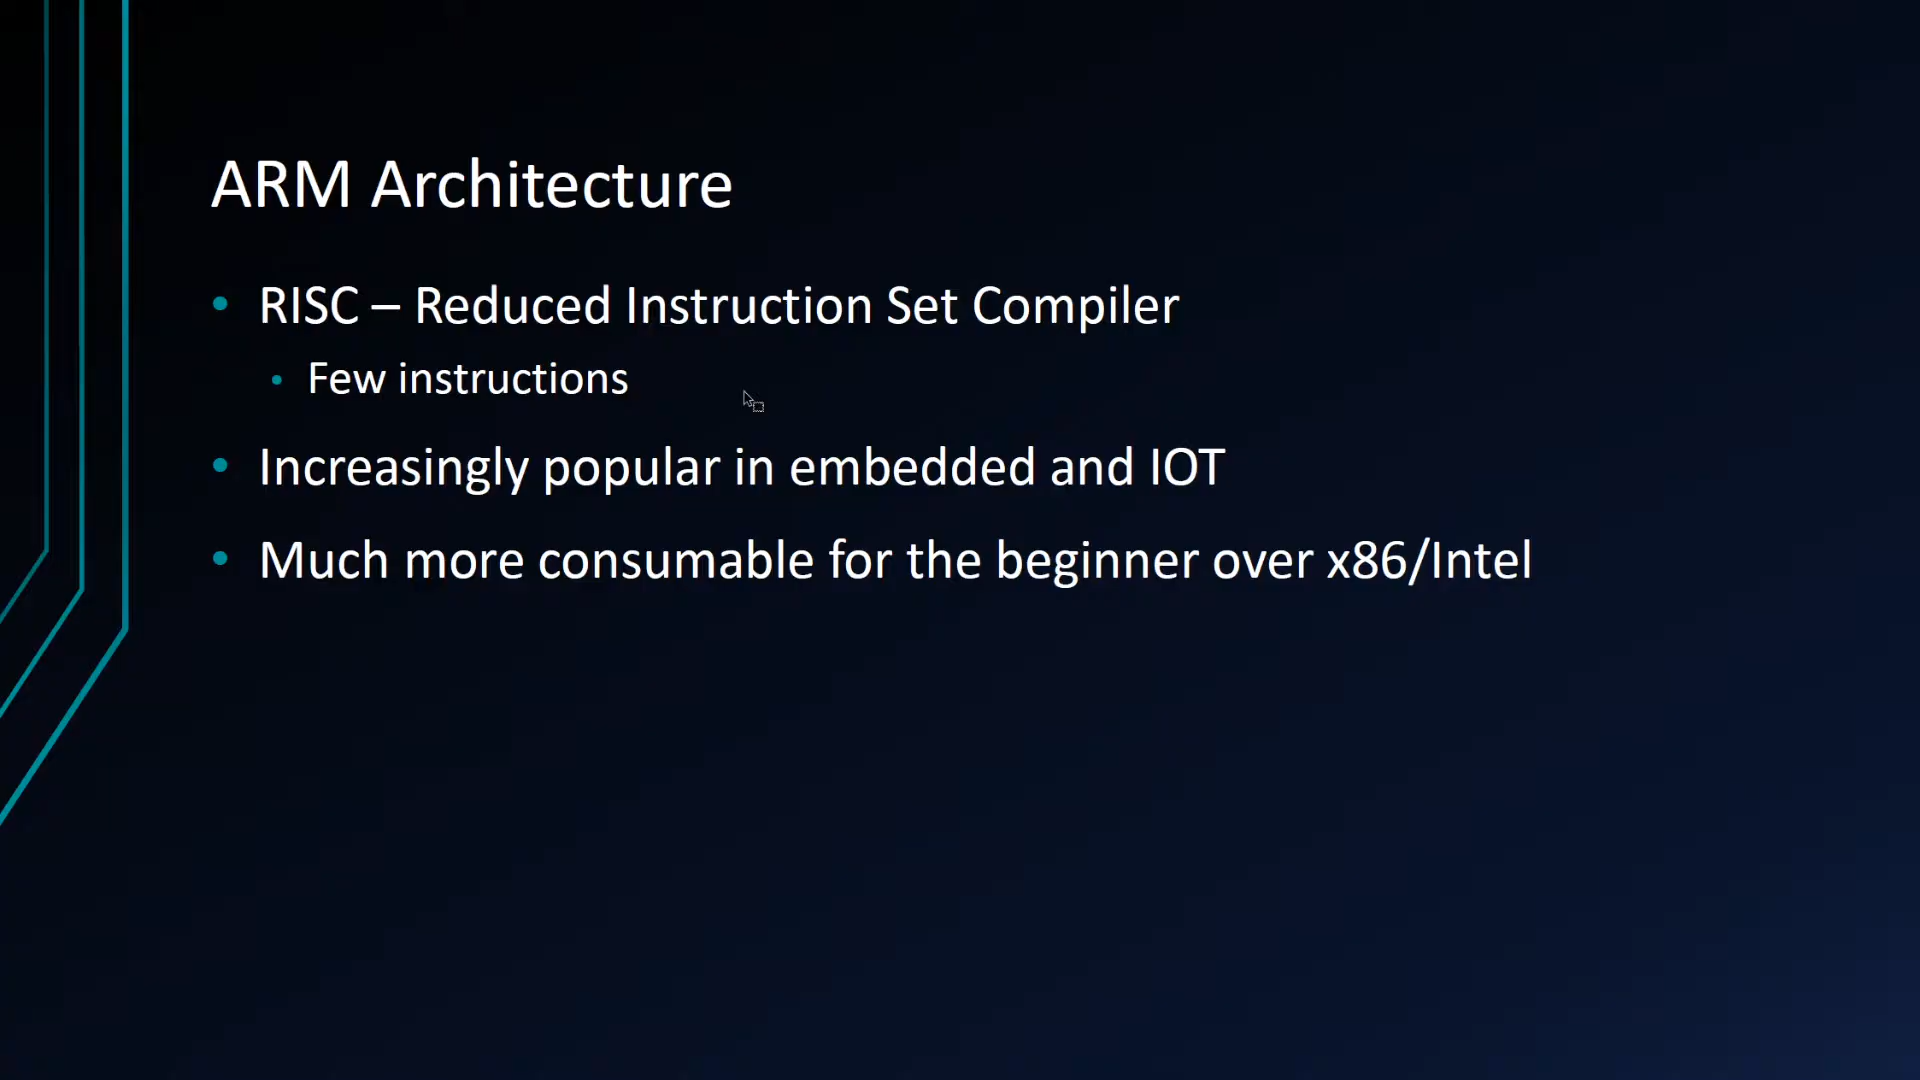 ARM Architecture
• RISC – Reduced Instruction Set Compiler
• Few instructions
• Increasingly popular in embedded and IOT
• Much more consumable for the beginner over x86/Intel